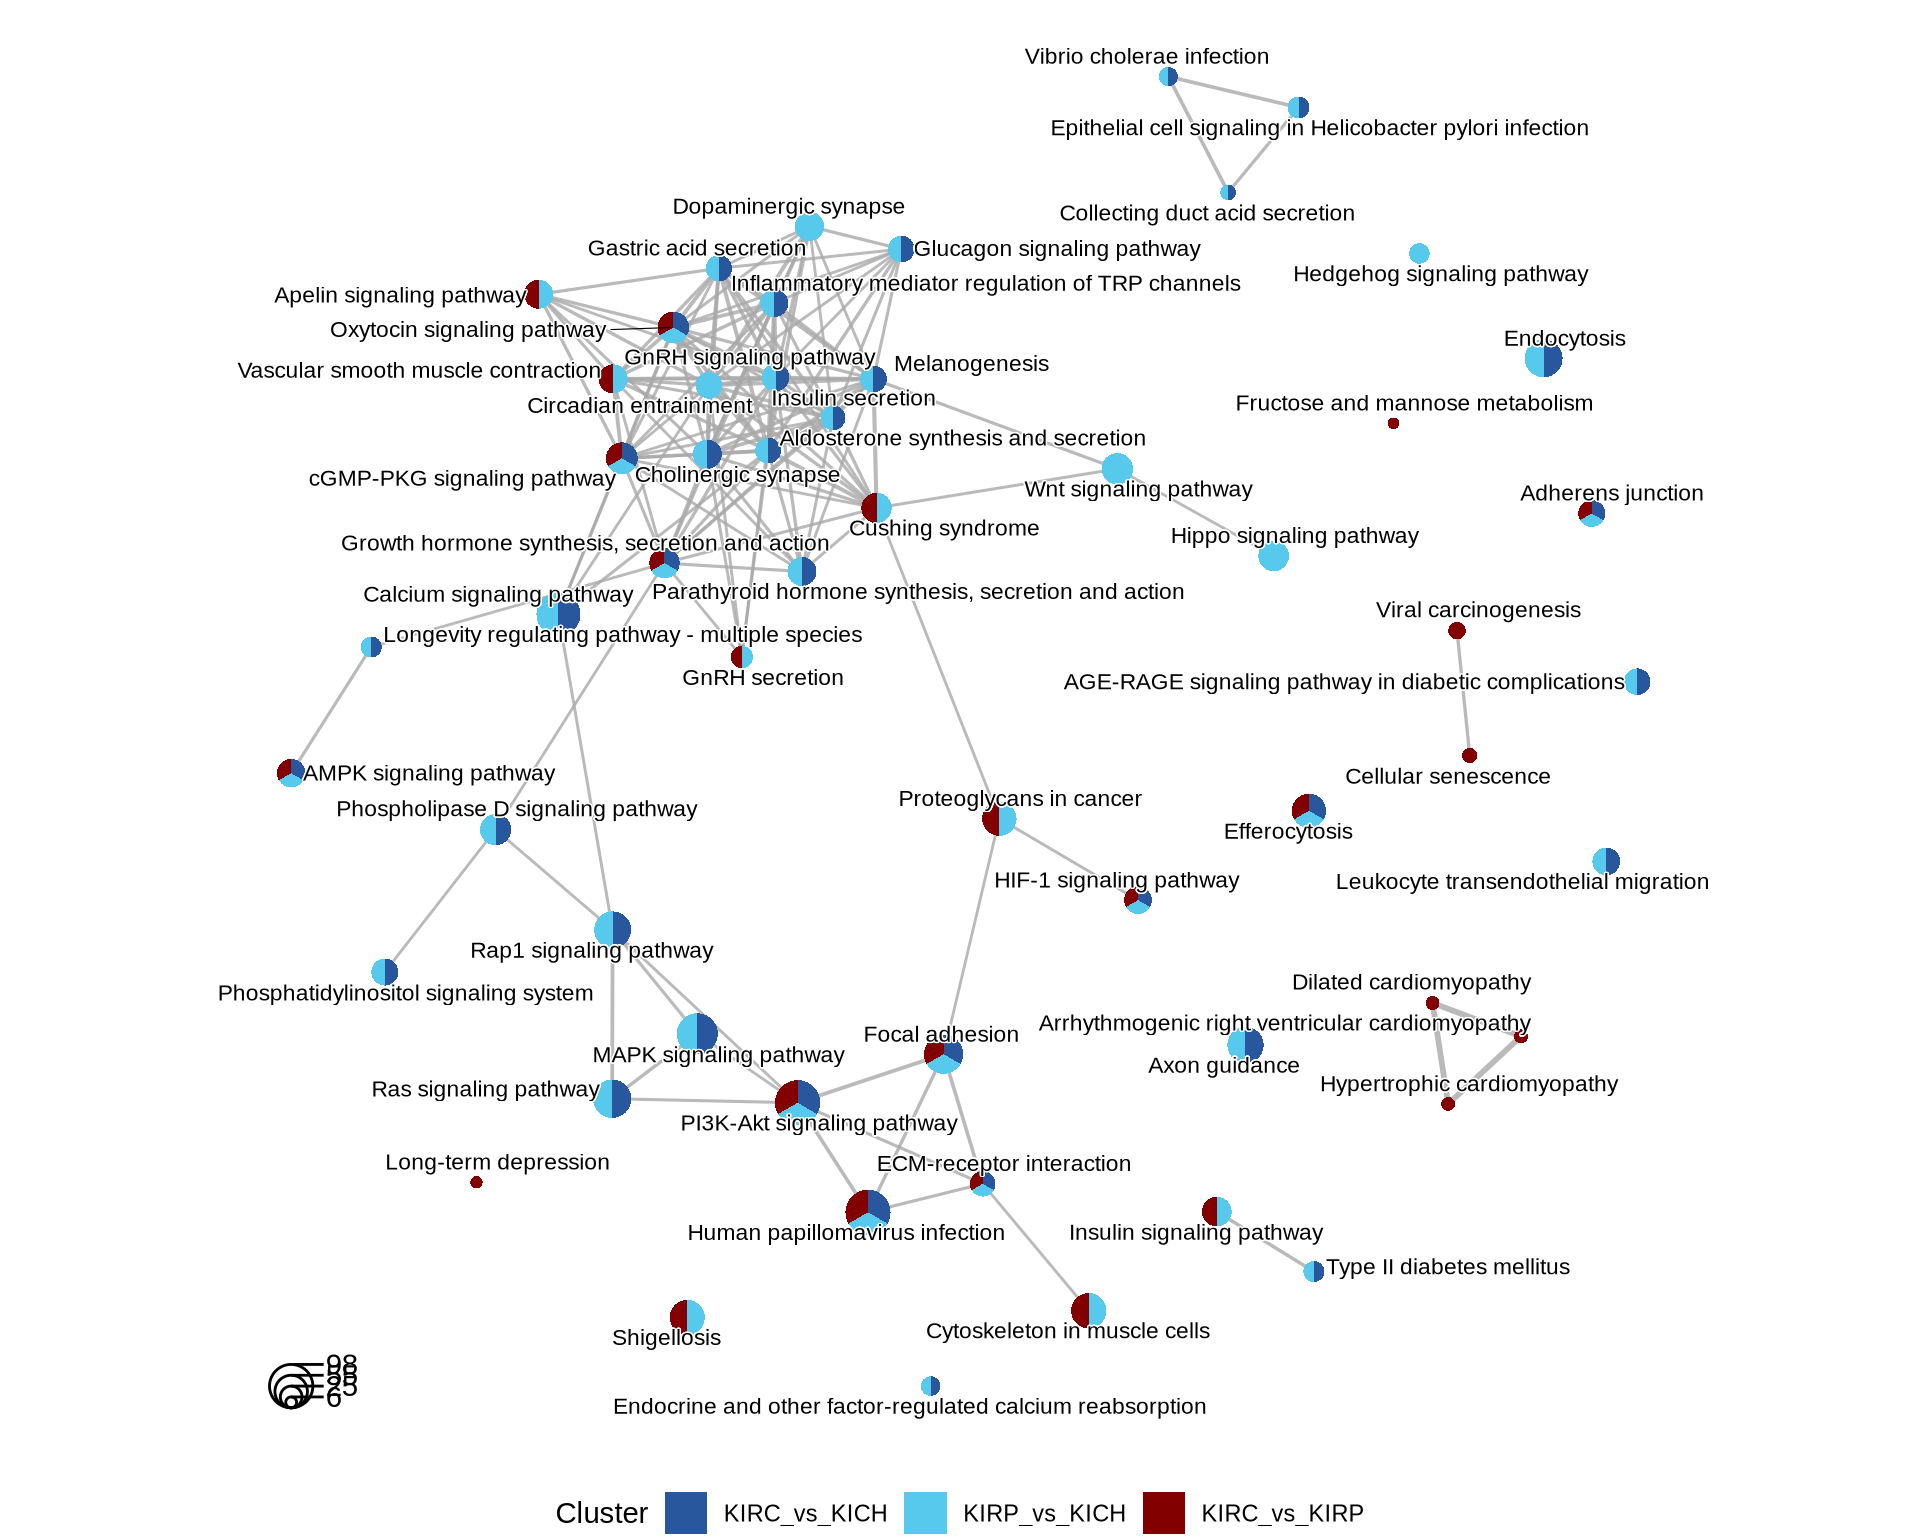 Vibrio cholerae infection
Epithelial cell signaling in Helicobacter pylori infection
Dopaminergic synapse
Collecting duct acid secretion
Gastric acid secretion
Glucagon signaling pathway
Hedgehog signaling pathway
Inflammatory mediator regulation of TRP channels
Apelin signaling pathway
Oxytocin signaling pathway
Endocytosis
GnRH signaling pathway
Melanogenesis
Vascular smooth muscle contraction
Insulin secretion
Circadian entrainment
Fructose and mannose metabolism
Aldosterone synthesis and secretion
cGMP-PKG signaling pathway
Cholinergic synapse
Wnt signaling pathway
Adherens junction
Cushing syndrome
Hippo signaling pathway
Growth hormone synthesis, secretion and action
Calcium signaling pathway
Parathyroid hormone synthesis, secretion and action
Viral carcinogenesis
Longevity regulating pathway - multiple species
GnRH secretion
AGE-RAGE signaling pathway in diabetic complications
AMPK signaling pathway
Cellular senescence
Phospholipase D signaling pathway
Proteoglycans in cancer
Efferocytosis
HIF-1 signaling pathway
Leukocyte transendothelial migration
Rap1 signaling pathway
Phosphatidylinositol signaling system
Dilated cardiomyopathy
Arrhythmogenic right ventricular cardiomyopathy
Focal adhesion
MAPK signaling pathway
Axon guidance
Ras signaling pathway
Hypertrophic cardiomyopathy
PI3K-Akt signaling pathway
Long-term depression
ECM-receptor interaction
Human papillomavirus infection
Insulin signaling pathway
Type II diabetes mellitus
Shigellosis
Cytoskeleton in muscle cells
Endocrine and other factor-regulated calcium reabsorption
98
25
6
Cluster KIRC_vs_KICH KIRP_vs_KICH KIRC_vs_KIRP